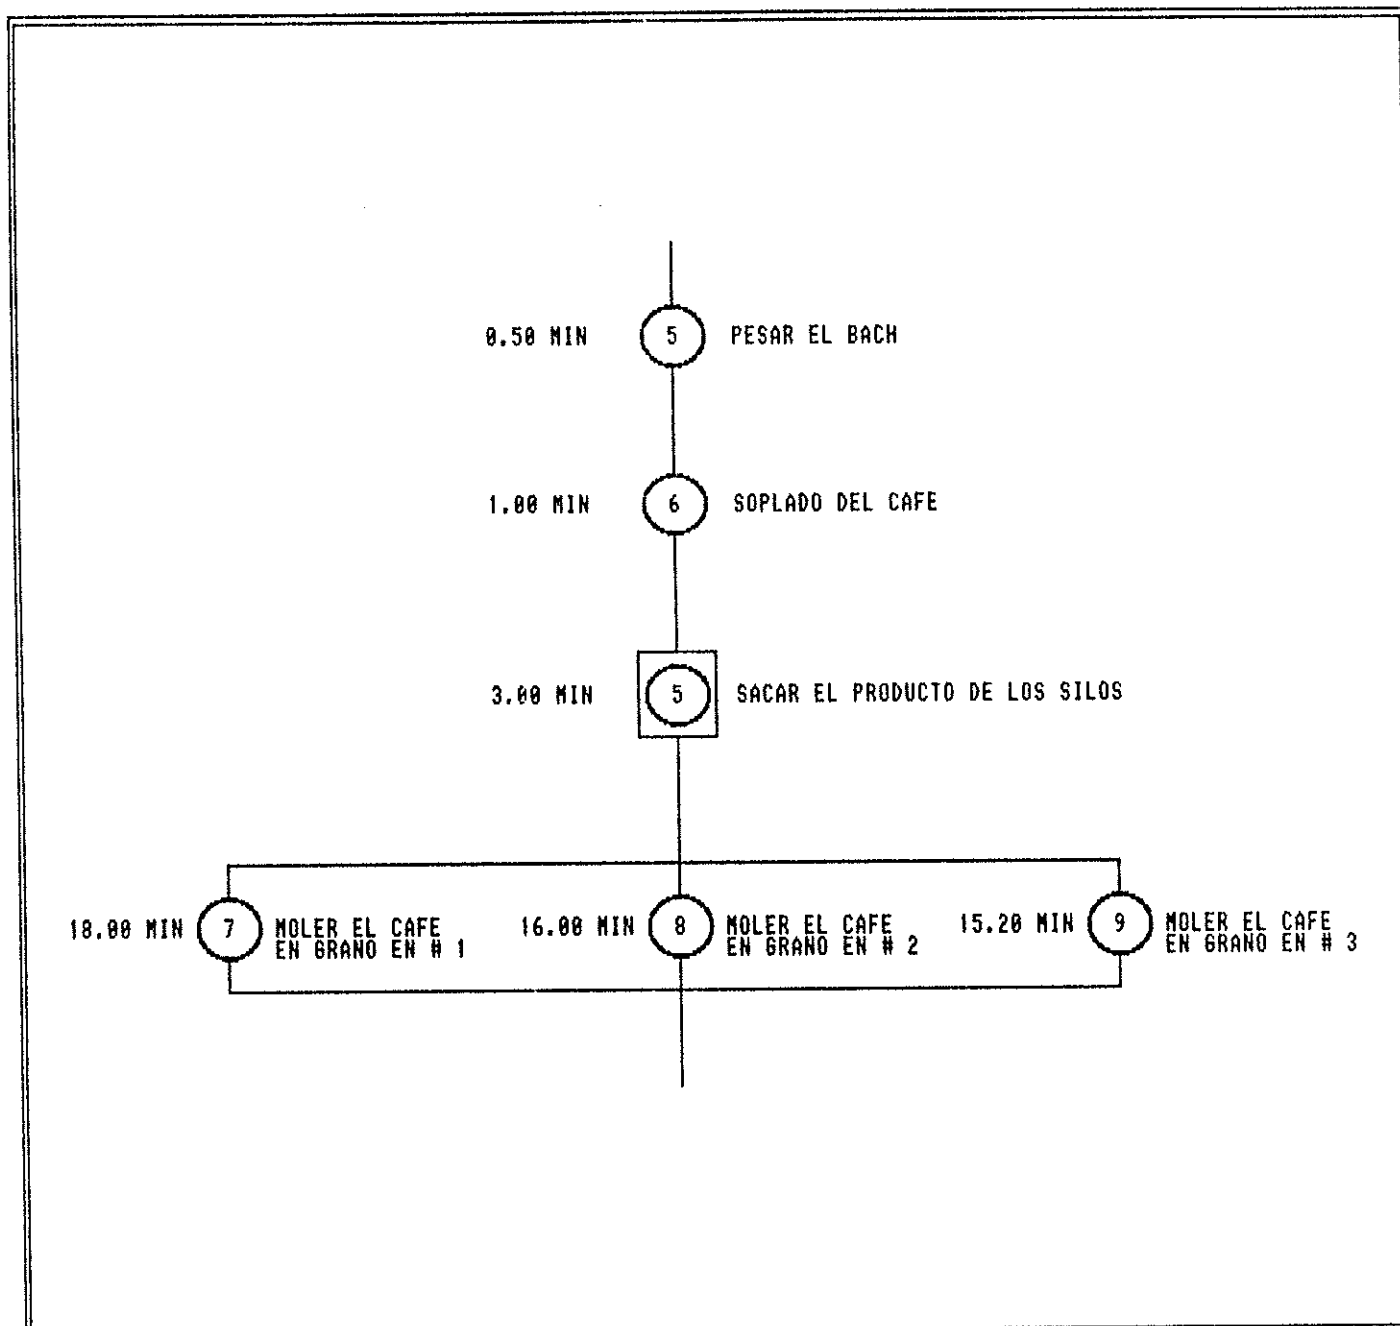 0.50 MIN 5 PESAR EL BACH
1.00 MIN 6 SOPLADO DEL CAFE
3.00 MIN 5 SACAR EL PRODUCTO DE LOS SILOS
18.00 MIN 7 MOLER EL CAFE
EN GRANO EN # 1
16.00 MIN 8 MOLER EL CAFE
EN GRANO EN # 2
15.20 MIN 9 MOLER EL CAFE
EN GRANO EN # 3